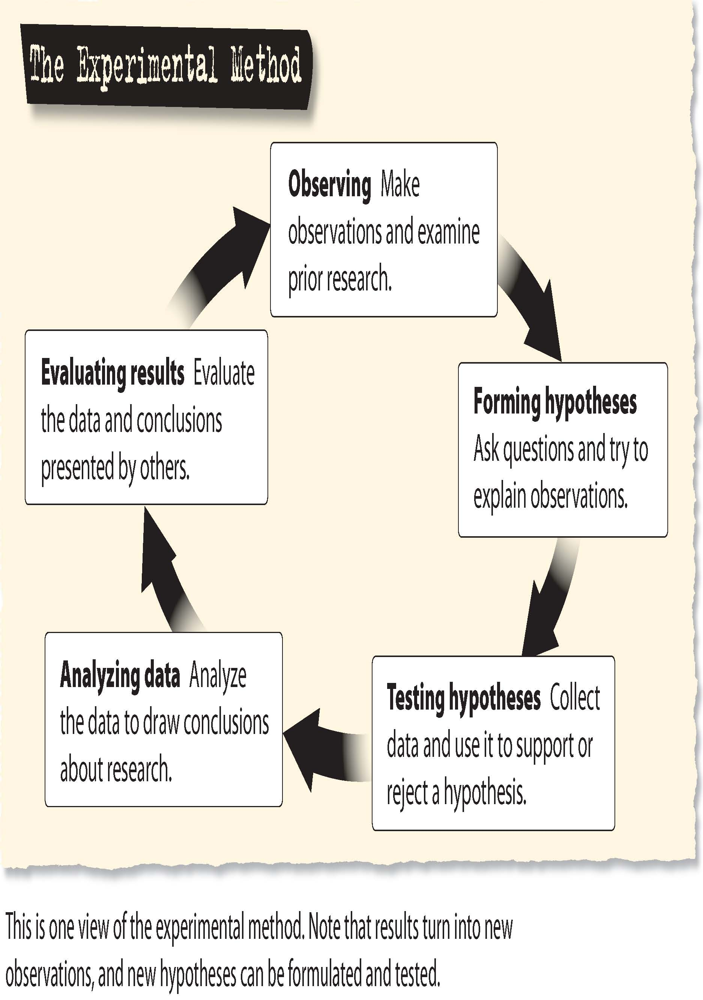 The Experimental Method
Observing Make
observations and examine
prior research.
Forming hypotheses
Ask questions and try to
explain observations.
Testing hypotheses Collect
data and use it to support or
reject a hypothesis.
Analyzing data Analyze
the data to draw conclusions
about research.
Evaluating results Evaluate
the data and conclusions
presented by others.
This is one view of the experimental method. Note that results turn into new
observations, and new hypotheses can be formulated and tested.